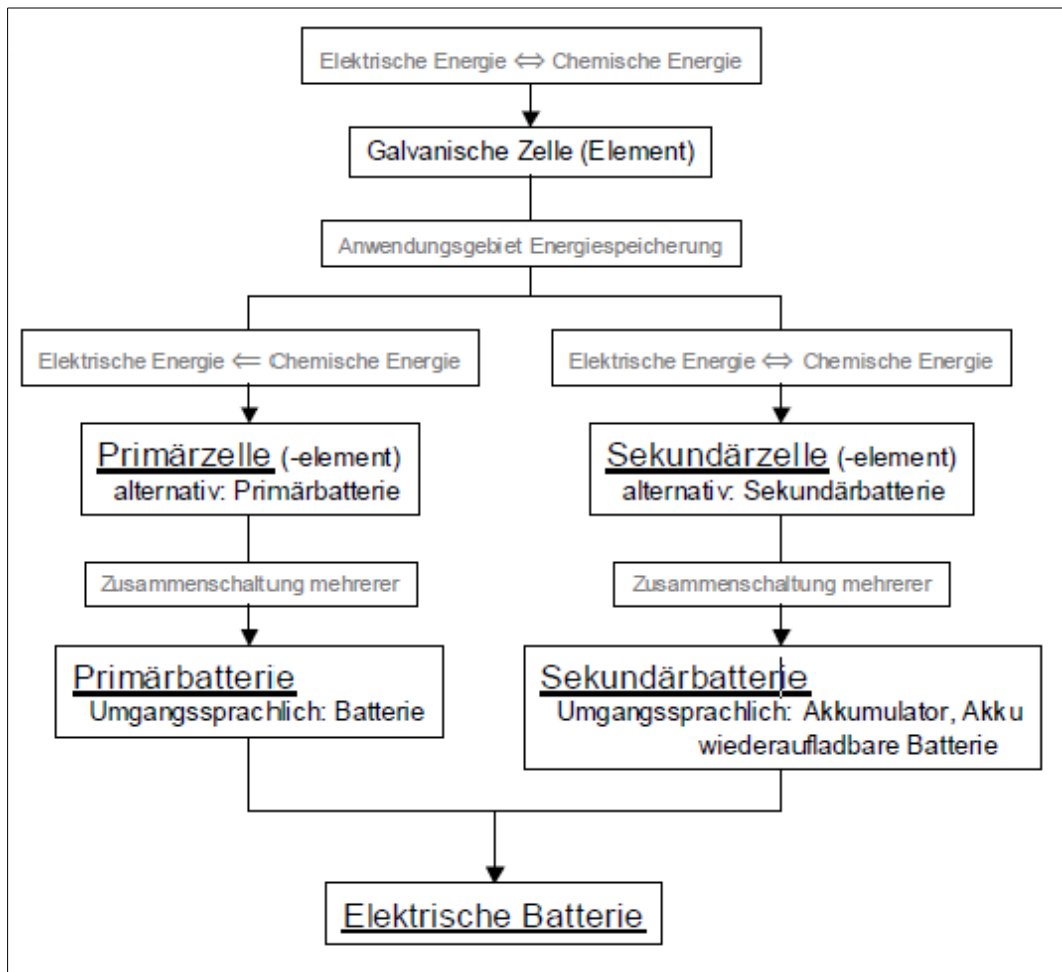 Elektrische Energie ⇔ Chemische Energie
Galvanische Zelle (Element)
Anwendungsgebiet Energiespeicherung
Elektrische Energie ⇐ Chemische Energie
Elektrische Energie ⇔ Chemische Energie
Primärzelle (-element)
alternativ: Primärbatterie
Sekundärzelle (-element)
alternativ: Sekundärbatterie
Zusammenschaltung mehrerer
Zusammenschaltung mehrerer
Primärbatterie
Umgangssprachlich: Batterie
Sekundärbatterie
Umgangssprachlich: Akkumulator, Akku
wiederaufladbare Batterie
Elektrische Batterie